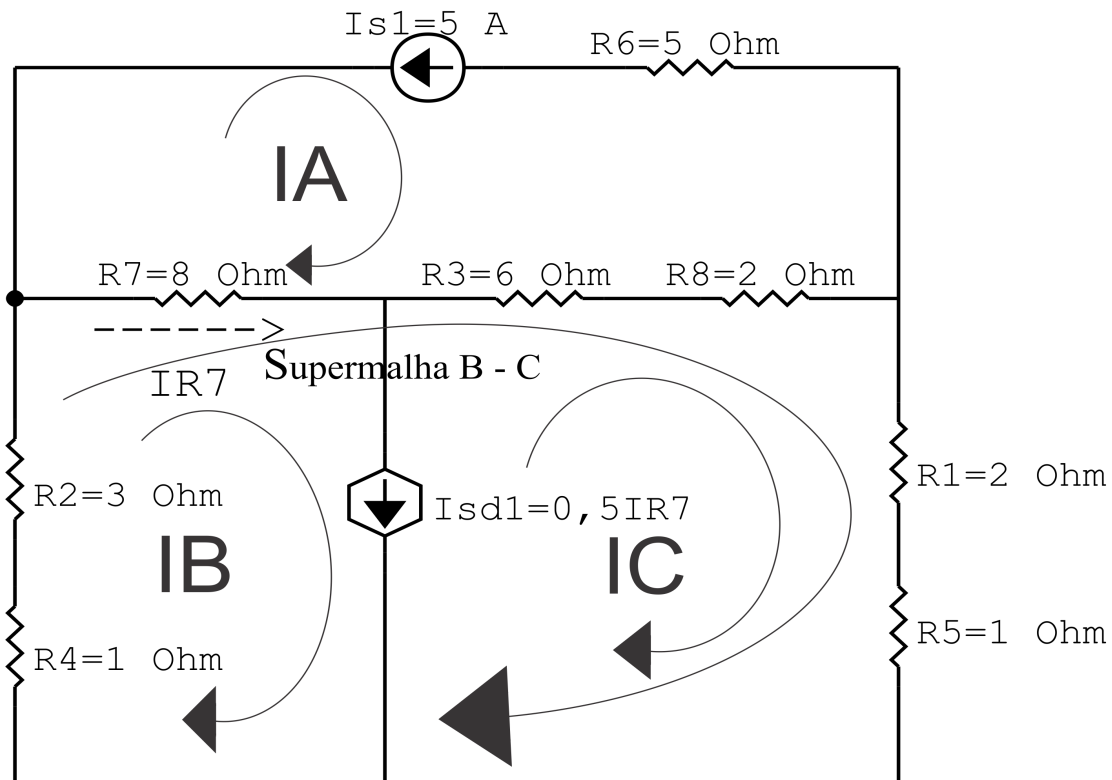 Is1=5 A
R6=5 Ohm
IA
R7=8 Ohm
R3=6 Ohm
R8=2 Ohm
Supermalha B - C
IR7
R2=3 Ohm
Isd1=0,5IR7
R1=2 Ohm
IB
IC
R4=1 Ohm
R5=1 Ohm